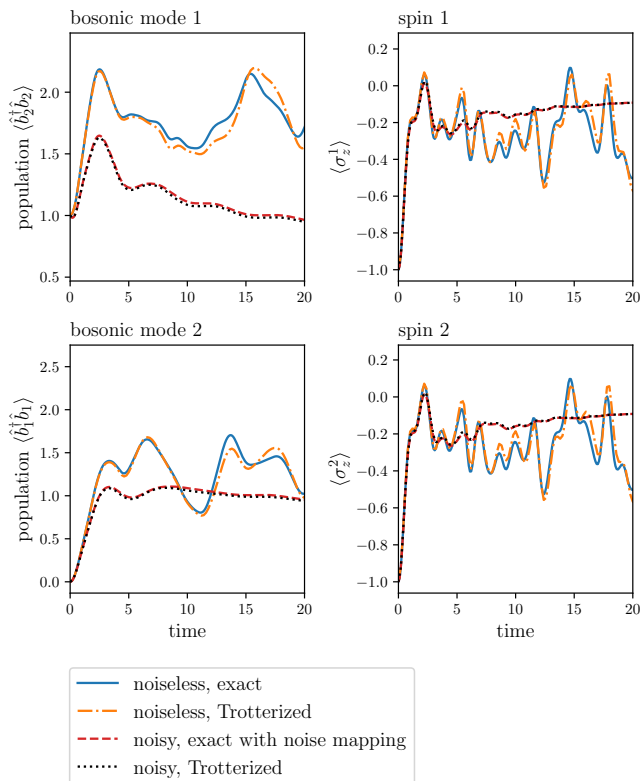 bosonic mode 1
population ⟨b̂₂†b̂₂⟩
2.0
1.5
1.0
0.5
0 5 10 15 20
spin 1
⟨σ_z^1⟩
0.2
0.0
−0.2
−0.4
−0.6
−0.8
−1.0
0 5 10 15 20
bosonic mode 2
population ⟨b̂₁†b̂₁⟩
2.5
2.0
1.5
1.0
0.5
0.0
0 5 10 15 20
time
spin 2
⟨σ_z^2⟩
0.2
0.0
−0.2
−0.4
−0.6
−0.8
−1.0
0 5 10 15 20
time
noiseless, exact
noiseless, Trotterized
noisy, exact with noise mapping
noisy, Trotterized